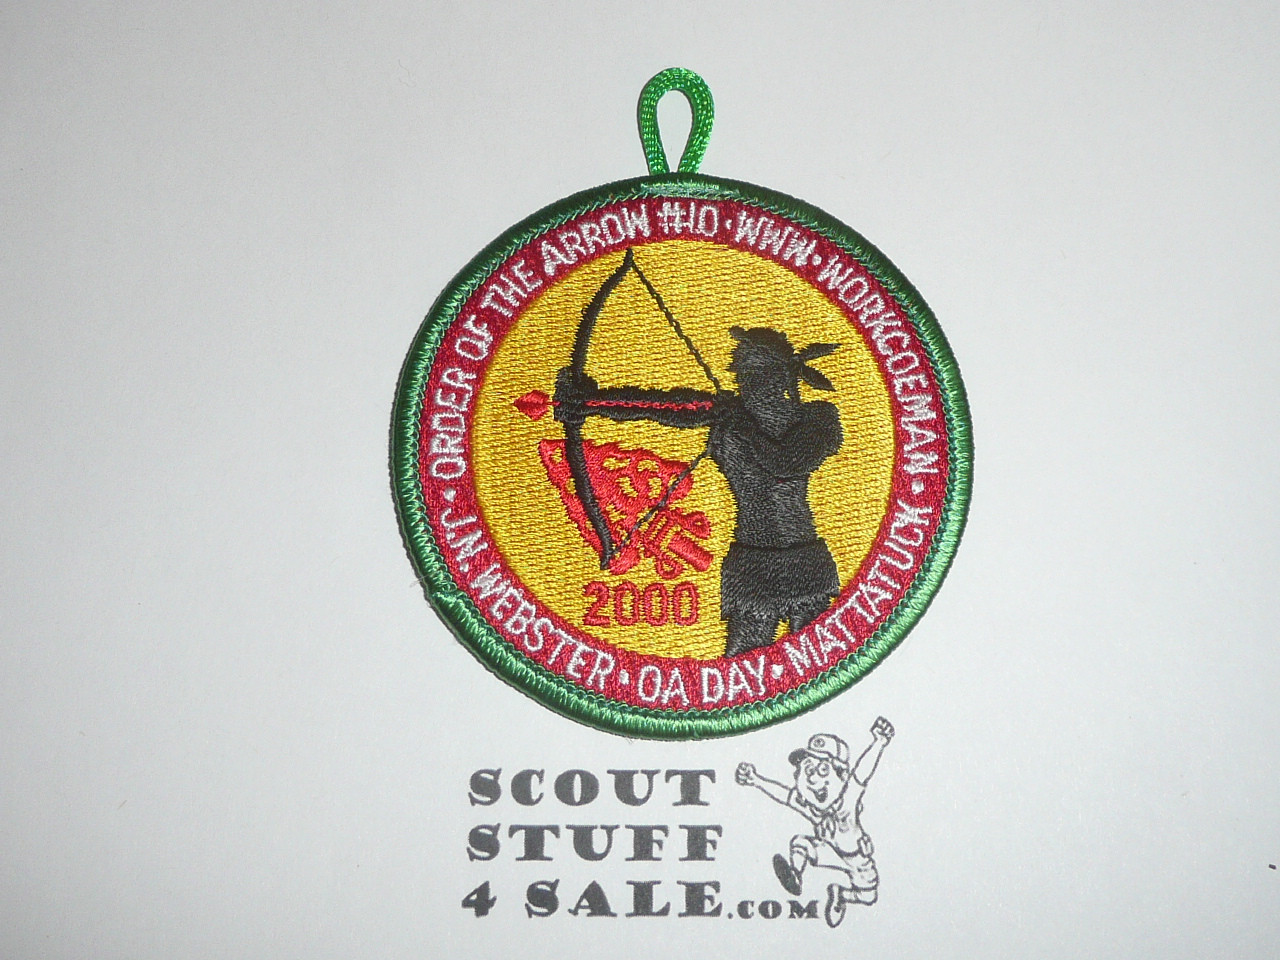 • ORDER OF THE ARROW #10 • WWW • WORKCOEMAN • MATTATUCK • OA DAY • J.N. WEBSTER
2000
SCOUT
STUFF
4 SALE.COM